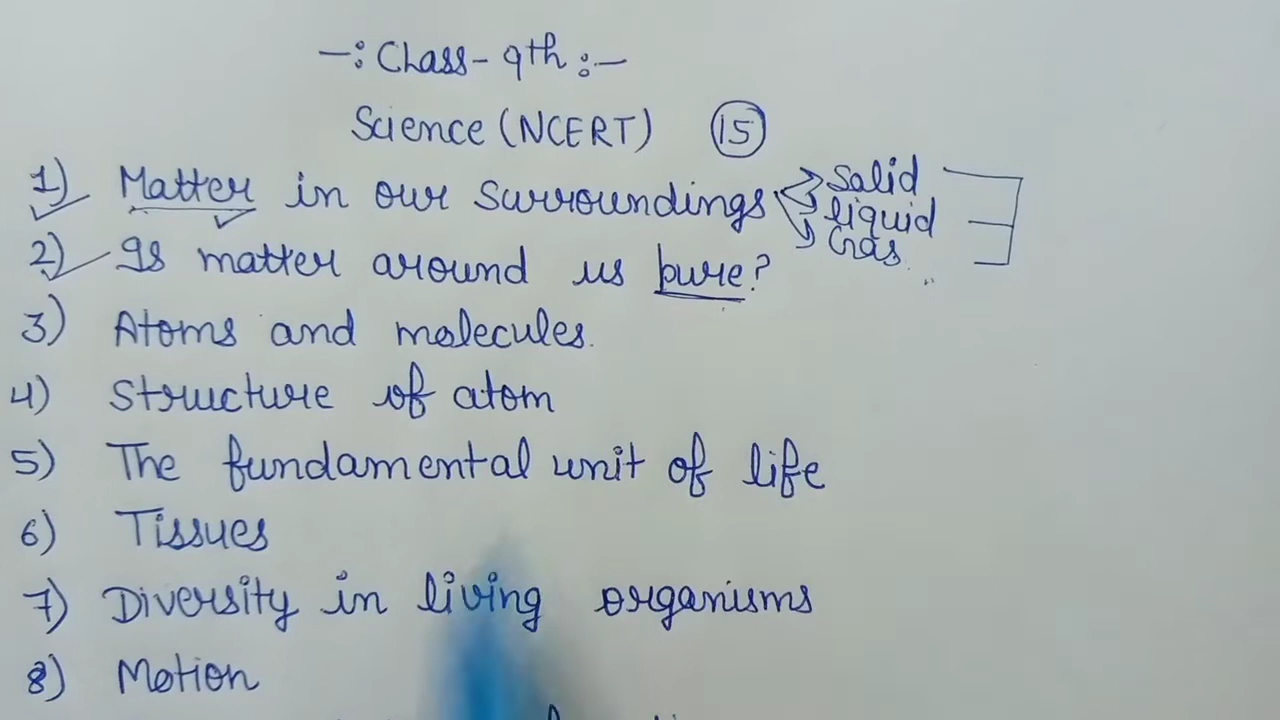 -: Class - 9th :-
Science (NCERT) 15
1) Matter in our surroundings
Solid
liquid
Gas
2) Is matter around us pure?
3) Atoms and molecules.
4) Structure of atom
5) The fundamental unit of life
6) Tissues
7) Diversity in living organisms
8) Motion